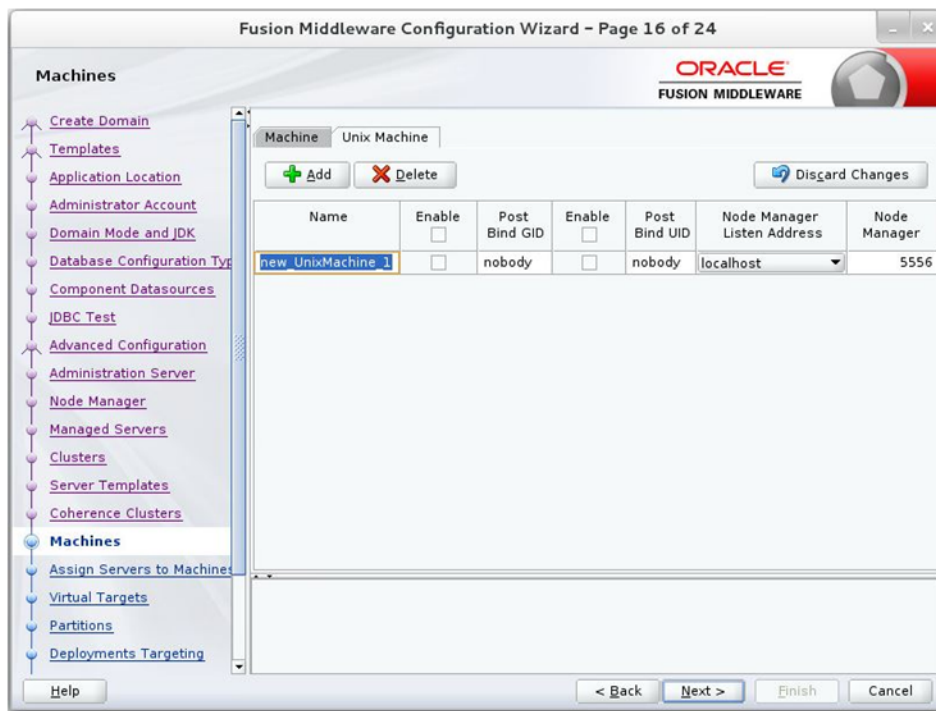 Fusion Middleware Configuration Wizard – Page 16 of 24
Machines
ORACLE
FUSION MIDDLEWARE
Create Domain
Templates
Application Location
Administrator Account
Domain Mode and JDK
Database Configuration Typ
Component Datasources
JDBC Test
Advanced Configuration
Administration Server
Node Manager
Managed Servers
Clusters
Server Templates
Coherence Clusters
Machines
Assign Servers to Machines
Virtual Targets
Partitions
Deployments Targeting
Machine Unix Machine
Add Delete Discard Changes
Name Enable Post Bind GID Enable Post Bind UID Node Manager Listen Address Node Manager
new_UnixMachine_1 nobody nobody localhost 5556
Help < Back Next > Finish Cancel